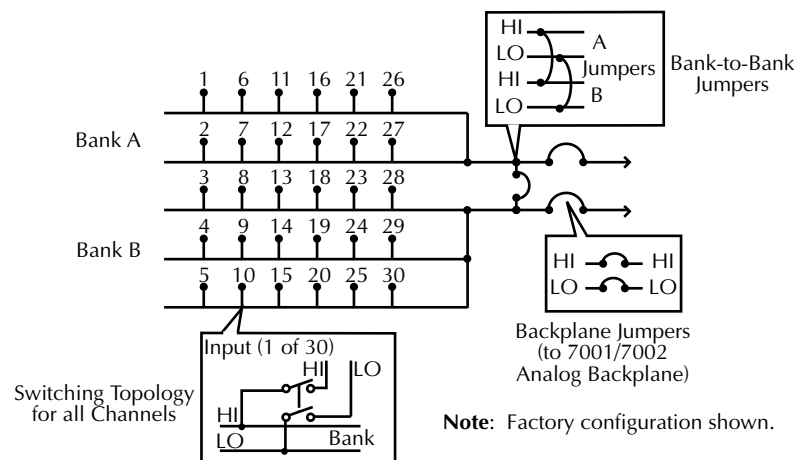 HI
LO
HI
LO
A
Jumpers
B
Bank-to-Bank
Jumpers
1 6 11 16 21 26
Bank A
2 7 12 17 22 27
3 8 13 18 23 28
4 9 14 19 24 29
Bank B
5 10 15 20 25 30
HI HI
LO LO
Backplane Jumpers
(to 7001/7002
Analog Backplane)
Input (1 of 30)
HI LO
HI
LO Bank
Switching Topology
for all Channels
Note: Factory configuration shown.